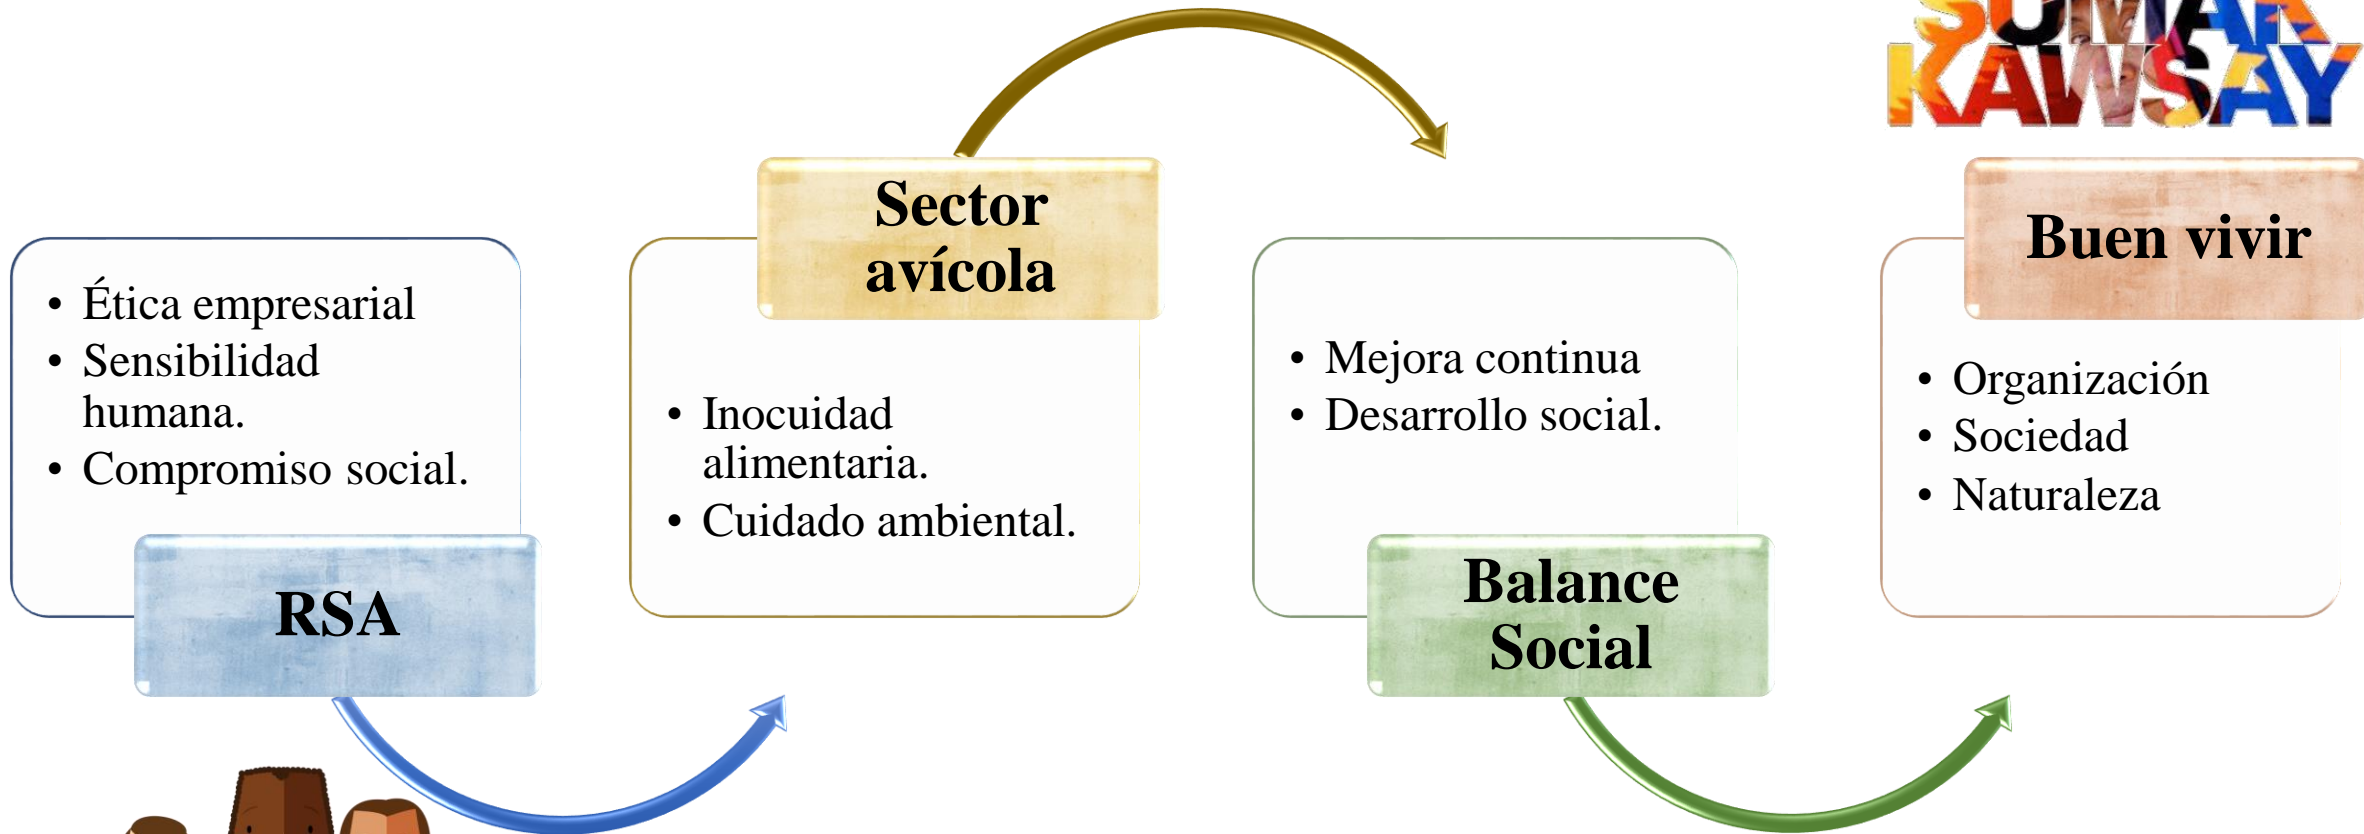 SUMAK
KAWSAY
• Ética empresarial
• Sensibilidad
humana.
• Compromiso social.
RSA
Sector
avícola
• Inocuidad
alimentaria.
• Cuidado ambiental.
• Mejora continua
• Desarrollo social.
Balance
Social
Buen vivir
• Organización
• Sociedad
• Naturaleza